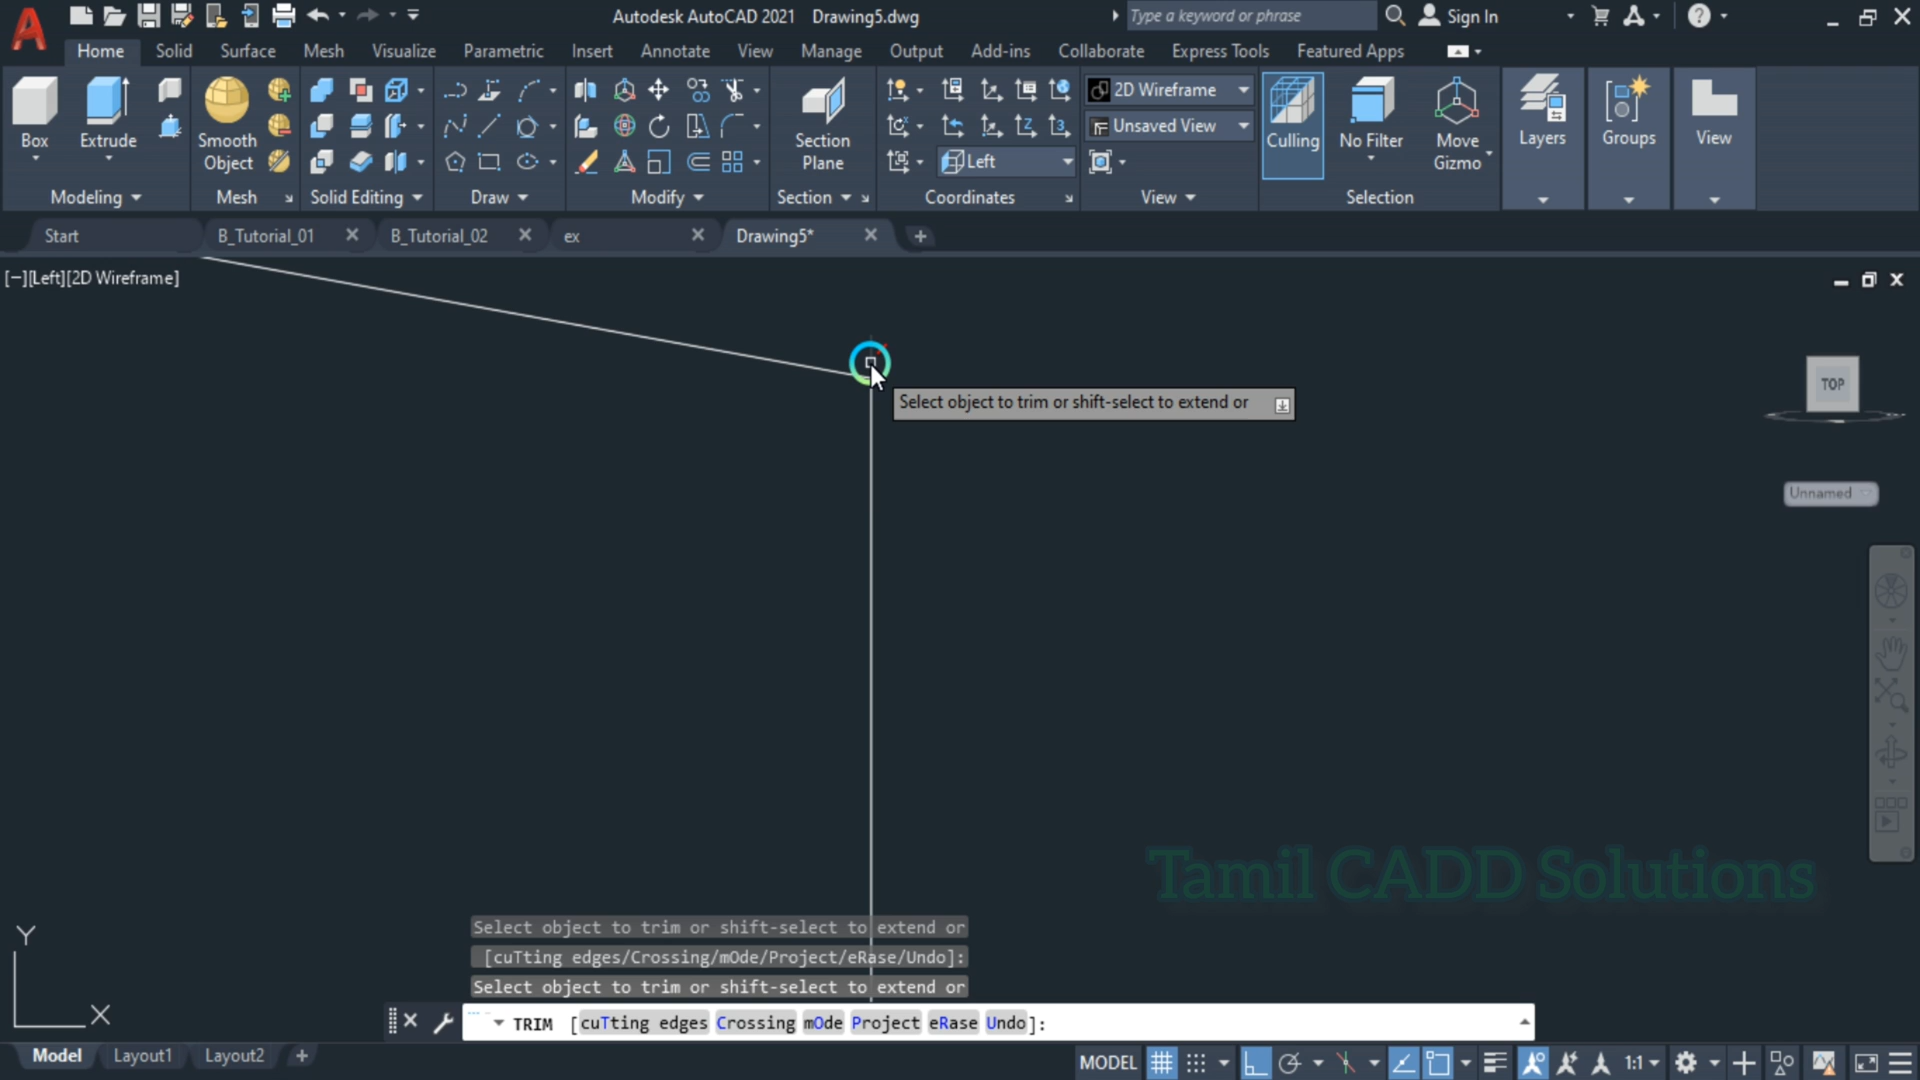 Autodesk AutoCAD 2021 Drawing5.dwg
Type a keyword or phrase
Sign In
Home Solid Surface Mesh Visualize Parametric Insert Annotate View Manage Output Add-ins Collaborate Express Tools Featured Apps
2D Wireframe
Unsaved View
Box Extrude Smooth Object Section Plane Left Culling No Filter Move Gizmo Layers Groups View
Modeling Mesh Solid Editing Draw Modify Section Coordinates View Selection
Start B_Tutorial_01 B_Tutorial_02 ex Drawing5*
[−][Left][2D Wireframe]
TOP
Select object to trim or shift-select to extend or
Unnamed
Tamil CADD Solutions
Select object to trim or shift-select to extend or
[cuTting edges/Crossing/mOde/Project/eRase/Undo]:
Select object to trim or shift-select to extend or
Y
X
TRIM [cuTting edges Crossing mOde Project eRase Undo]:
Model Layout1 Layout2
MODEL 1:1